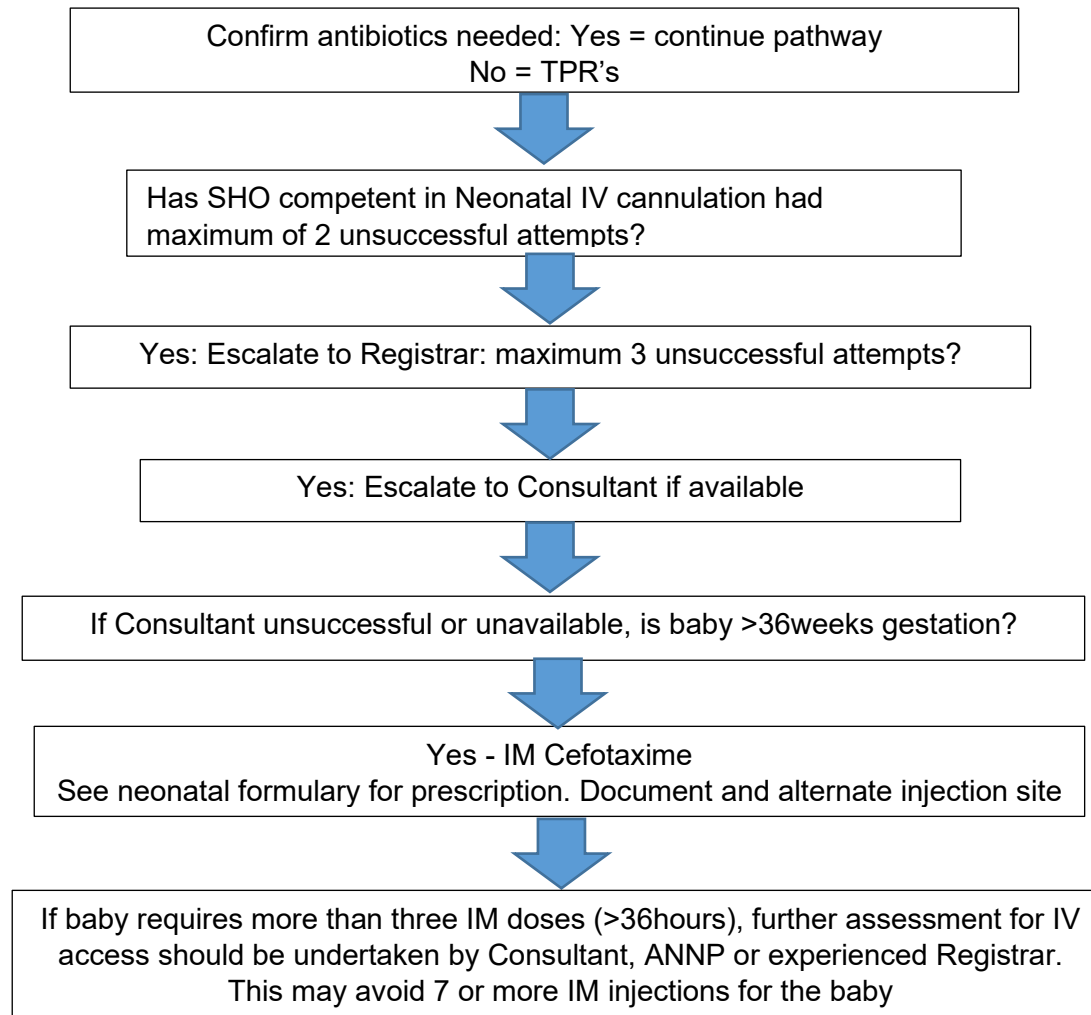 Confirm antibiotics needed: Yes = continue pathway
No = TPR’s
Has SHO competent in Neonatal IV cannulation had
maximum of 2 unsuccessful attempts?
Yes: Escalate to Registrar: maximum 3 unsuccessful attempts?
Yes: Escalate to Consultant if available
If Consultant unsuccessful or unavailable, is baby >36weeks gestation?
Yes - IM Cefotaxime
See neonatal formulary for prescription. Document and alternate injection site
If baby requires more than three IM doses (>36hours), further assessment for IV
access should be undertaken by Consultant, ANNP or experienced Registrar.
This may avoid 7 or more IM injections for the baby